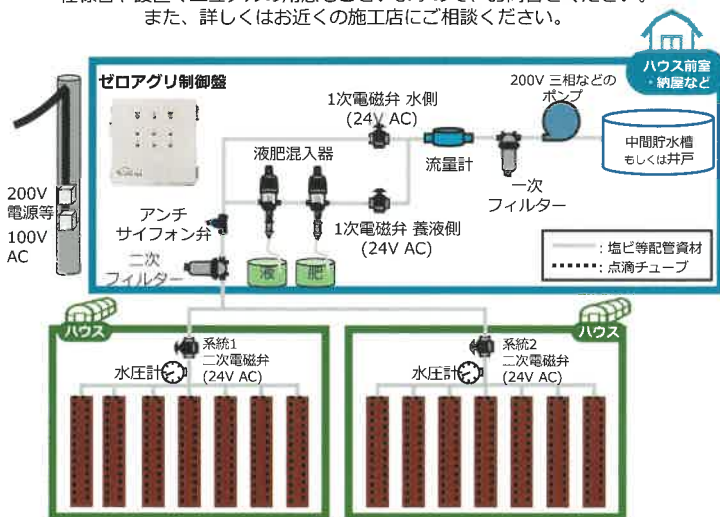 また、詳しくはお近くの施工店にご相談ください。
ハウス前室
・納屋など
ゼロアグリ制御盤
200V 三相などの
ポンプ
1次電磁弁 水側
(24V AC)
中間貯水槽
もしくは井戸
流量計
液肥混入器
一次
フィルター
200V
電源等
100V
AC
アンチ
サイフォン弁
1次電磁弁 養液側
(24V AC)
二次
フィルター
液
肥
：塩ビ等配管資材
：点滴チューブ
ハウス
ハウス
系統1
二次電磁弁
(24V AC)
水圧計
系統2
二次電磁弁
(24V AC)
水圧計